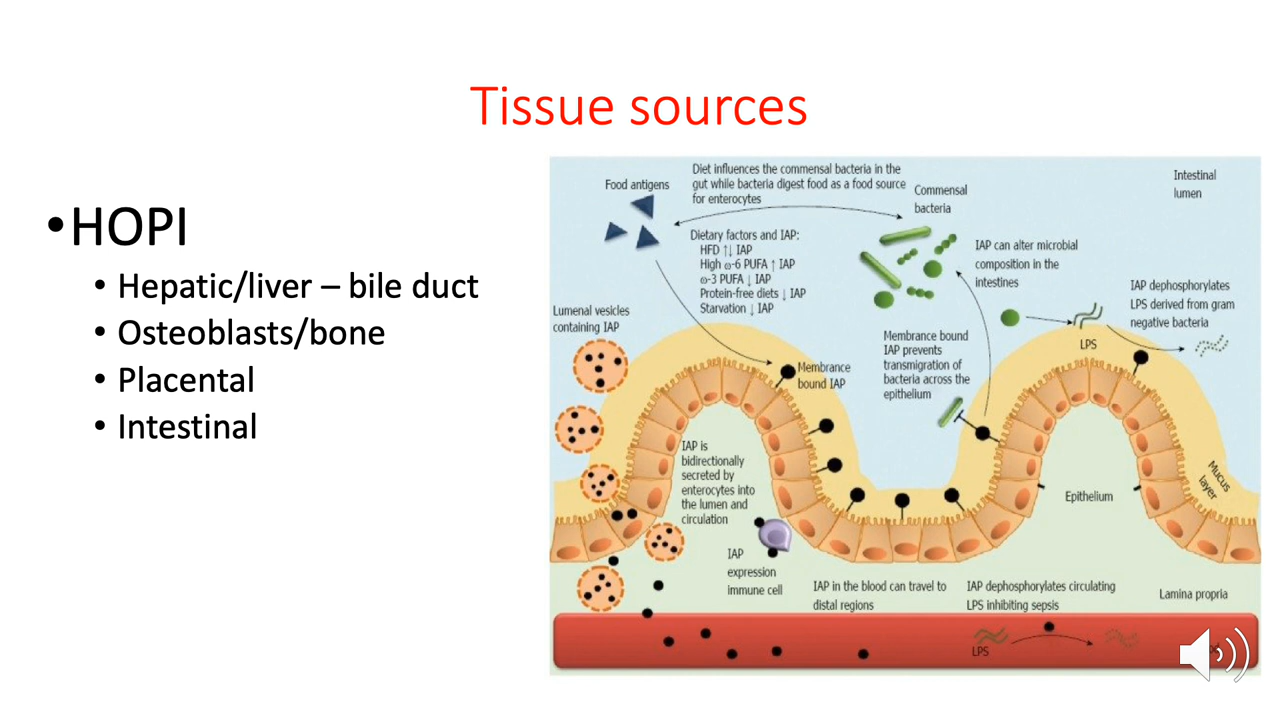 Tissue sources
•HOPI
• Hepatic/liver – bile duct
• Osteoblasts/bone
• Placental
• Intestinal
Food antigens
Diet influences the commensal bacteria in the
gut while bacteria digest food as a food source
for enterocytes
Commensal
bacteria
Intestinal
lumen
Dietary factors and IAP:
HFD ↑↓ IAP
High ω-6 PUFA ↑ IAP
ω-3 PUFA ↓ IAP
Protein-free diets ↓ IAP
Starvation ↓ IAP
IAP can alter microbial
composition in the
intestines
IAP dephosphorylates
LPS derived from gram
negative bacteria
LPS
Lumenal vesicles
containing IAP
Membrance
bound IAP
Membrane bound
IAP prevents
transmigration of
bacteria across the
epithelium
IAP is
bidirectionally
secreted by
enterocytes into
the lumen and
circulation
Epithelium
Mucus
layer
IAP
expression
immune cell
IAP in the blood can travel to
distal regions
IAP dephosphorylates circulating
LPS inhibiting sepsis
Lamina propria
LPS